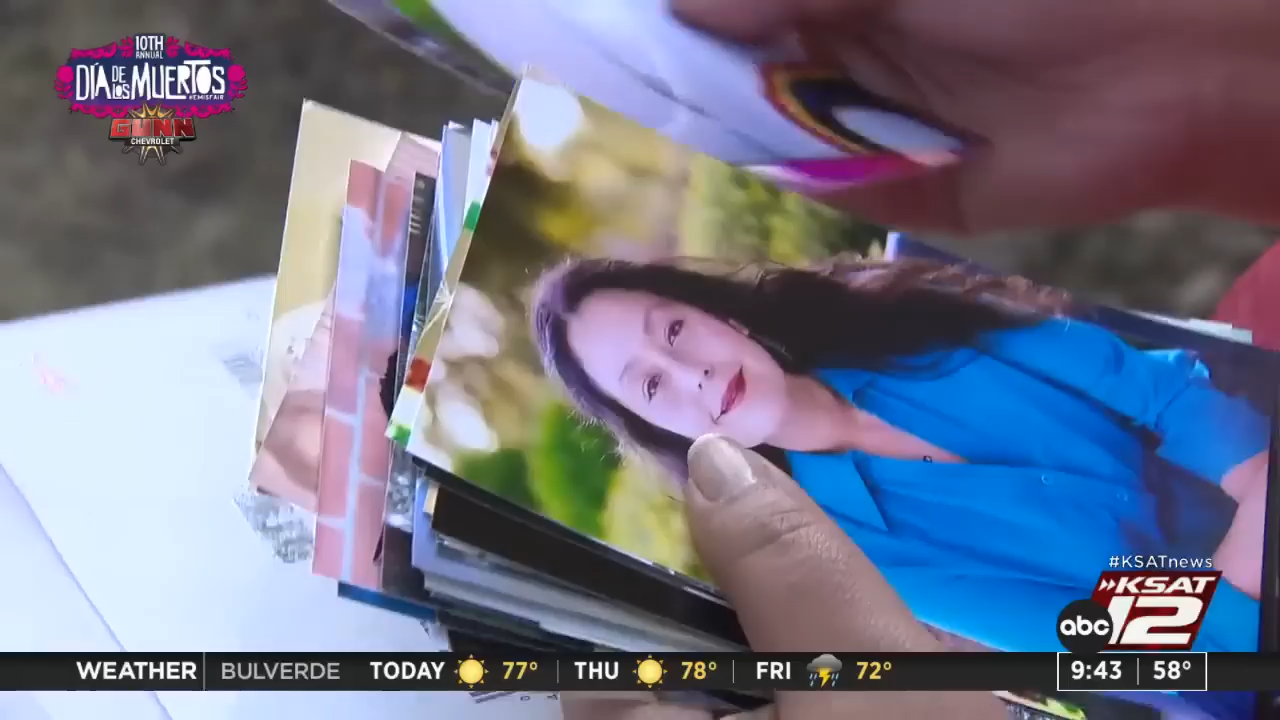 10TH
ANNUAL
DÍA DE LOS MUERTOS
#HEMISFAIR
GUNN
CHEVROLET
#KSATnews
»KSAT
abc 12
WEATHER BULVERDE TODAY 77° THU 78° FRI 72° 9:43 58°